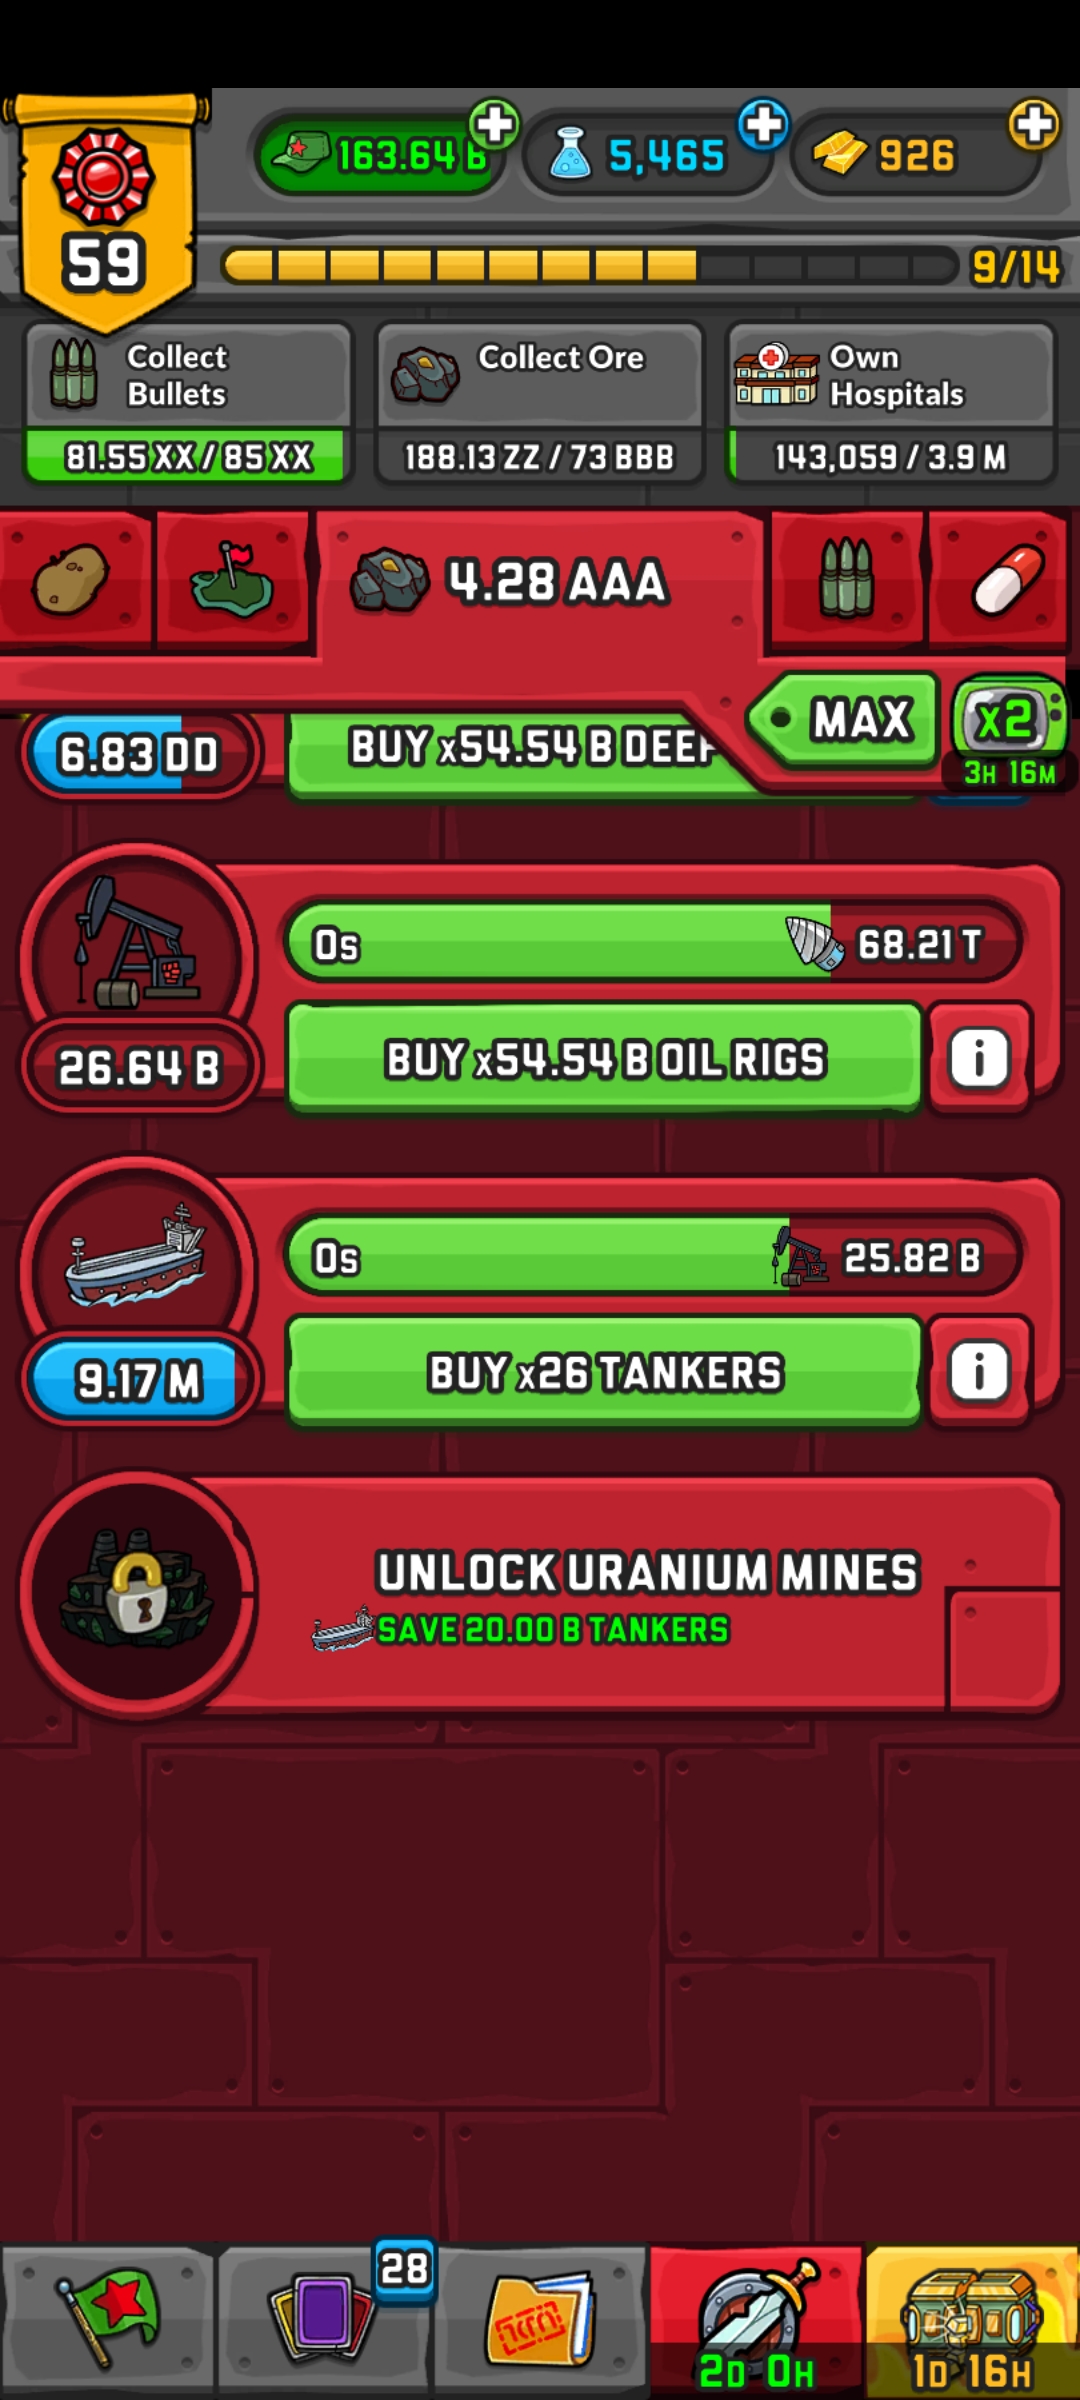 59
163.64 B
5,465
926
9/14
Collect
Bullets
81.55 XX / 85 XX
Collect Ore
188.13 ZZ / 73 BBB
Own
Hospitals
143,059 / 3.9 M
4.28 AAA
MAX
x2
3H 16M
6.83 DD
BUY x54.54 B DEEP
0s
68.21 T
26.64 B
BUY x54.54 B OIL RIGS
i
0s
25.82 B
9.17 M
BUY x26 TANKERS
i
UNLOCK URANIUM MINES
SAVE 20.00 B TANKERS
28
2D 0H
1D 16H